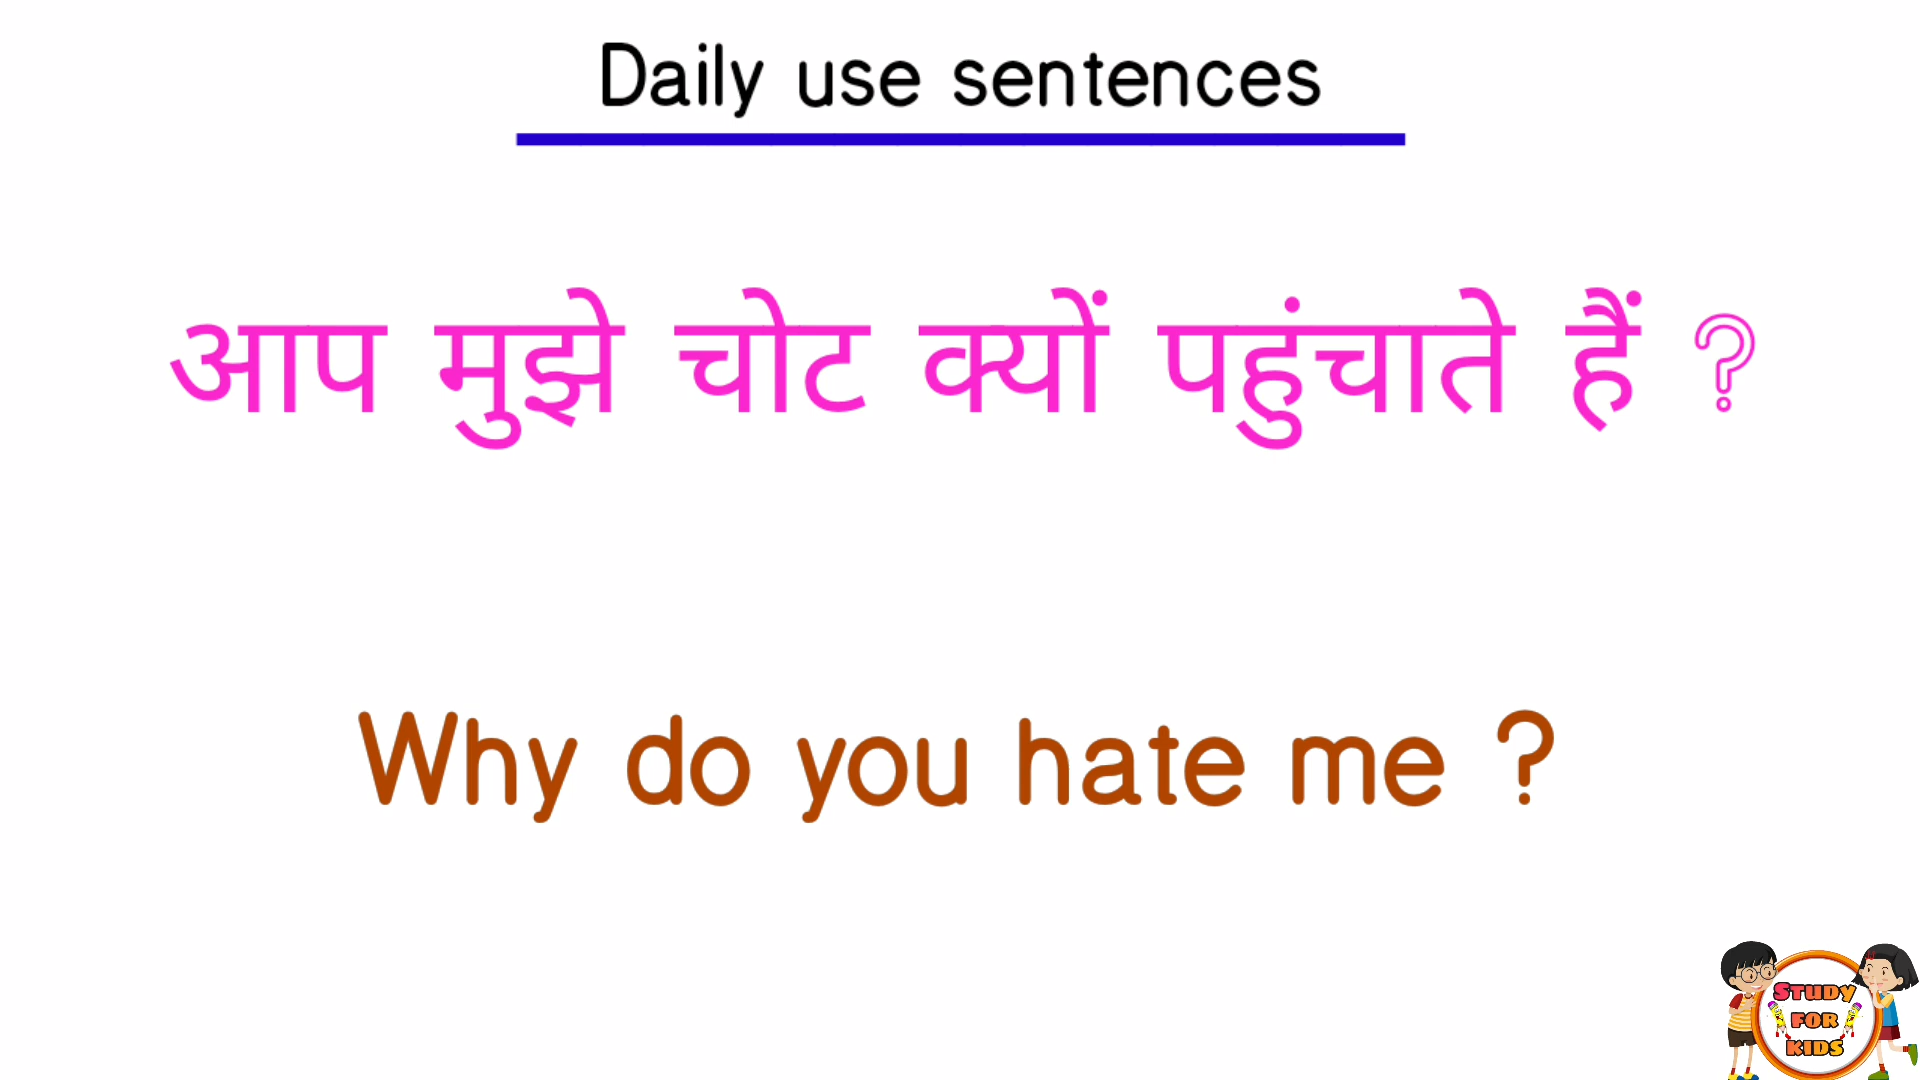 Daily use sentences
आप मुझे चोट क्यों पहुंचाते हैं ?
Why do you hate me ?
STUDY
FOR
KIDS